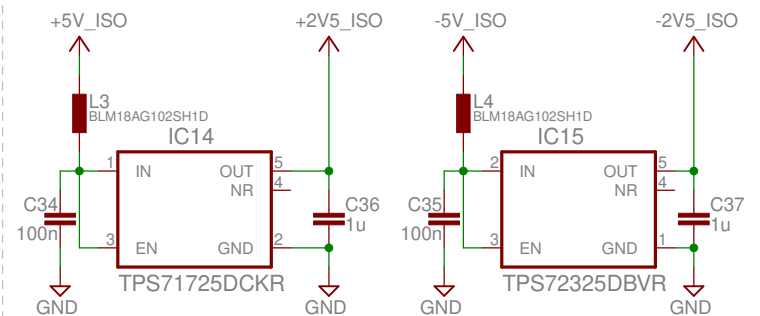 +5V_ISO
+2V5_ISO
-5V_ISO
-2V5_ISO
L3
BLM18AG102SH1D
IC14
L4
BLM18AG102SH1D
IC15
1
IN
OUT
5
NR
4
C34
100n
C36
1u
3
EN
GND
2
TPS71725DCKR
GND
GND
2
IN
OUT
5
NR
4
C35
100n
C37
1u
3
EN
GND
1
TPS72325DBVR
GND
GND